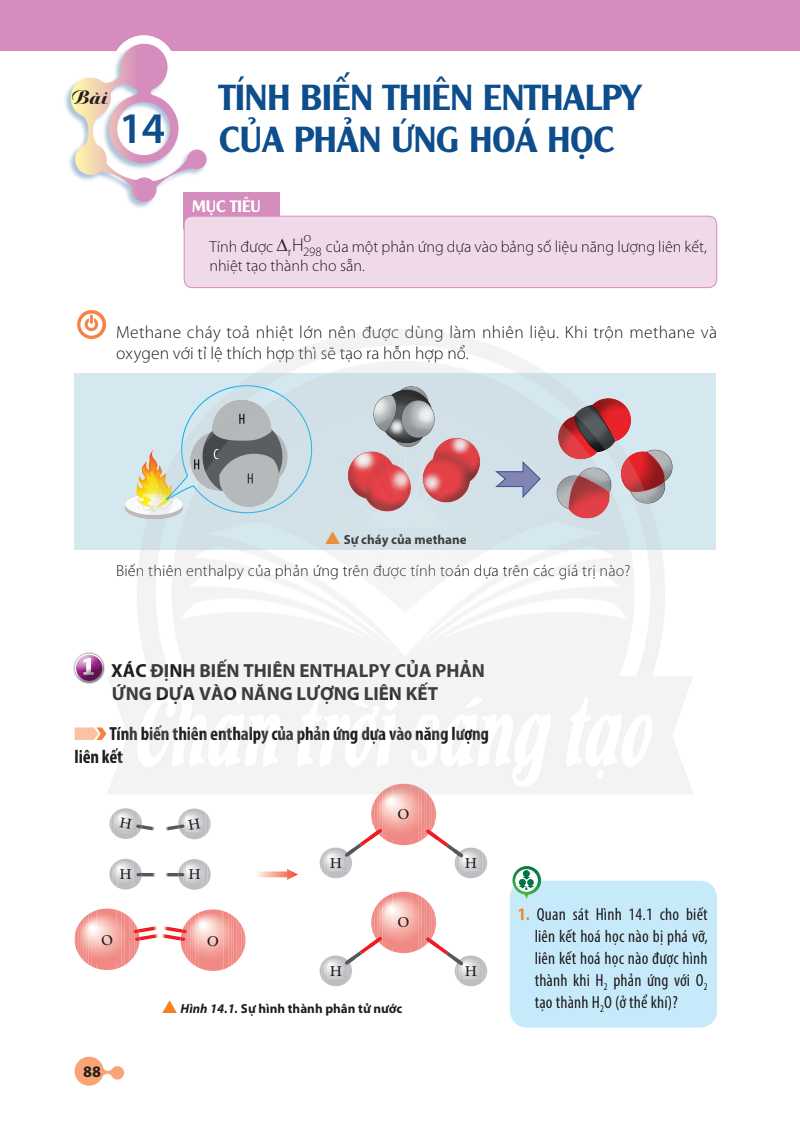 Bài
14
TÍNH BIẾN THIÊN ENTHALPY
CỦA PHẢN ỨNG HOÁ HỌC
MỤC TIÊU
Tính được ΔrH°298 của một phản ứng dựa vào bảng số liệu năng lượng liên kết,
nhiệt tạo thành cho sẵn.
Methane cháy toả nhiệt lớn nên được dùng làm nhiên liệu. Khi trộn methane và
oxygen với tỉ lệ thích hợp thì sẽ tạo ra hỗn hợp nổ.
H
C
H
H
Sự cháy của methane
Biến thiên enthalpy của phản ứng trên được tính toán dựa trên các giá trị nào?
1 XÁC ĐỊNH BIẾN THIÊN ENTHALPY CỦA PHẢN
ỨNG DỰA VÀO NĂNG LƯỢNG LIÊN KẾT
Tính biến thiên enthalpy của phản ứng dựa vào năng lượng
liên kết
Chân trời sáng tạo
H H
H H
O O
O
H H
O
H H
Hình 14.1. Sự hình thành phân tử nước
1. Quan sát Hình 14.1 cho biết
liên kết hoá học nào bị phá vỡ,
liên kết hoá học nào được hình
thành khi H₂ phản ứng với O₂
tạo thành H₂O (ở thể khí)?
88